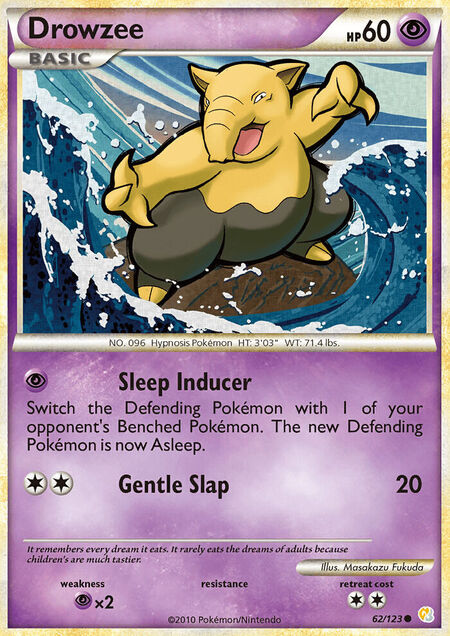 Drowzee HP60
BASIC
NO. 096 Hypnosis Pokémon HT: 3'03" WT: 71.4 lbs.
Sleep Inducer
Switch the Defending Pokémon with 1 of your
opponent's Benched Pokémon. The new Defending
Pokémon is now Asleep.
Gentle Slap 20
It remembers every dream it eats. It rarely eats the dreams of adults because
children's are much tastier.
Illus. Masakazu Fukuda
weakness resistance retreat cost
×2
©2010 Pokémon/Nintendo 62/123